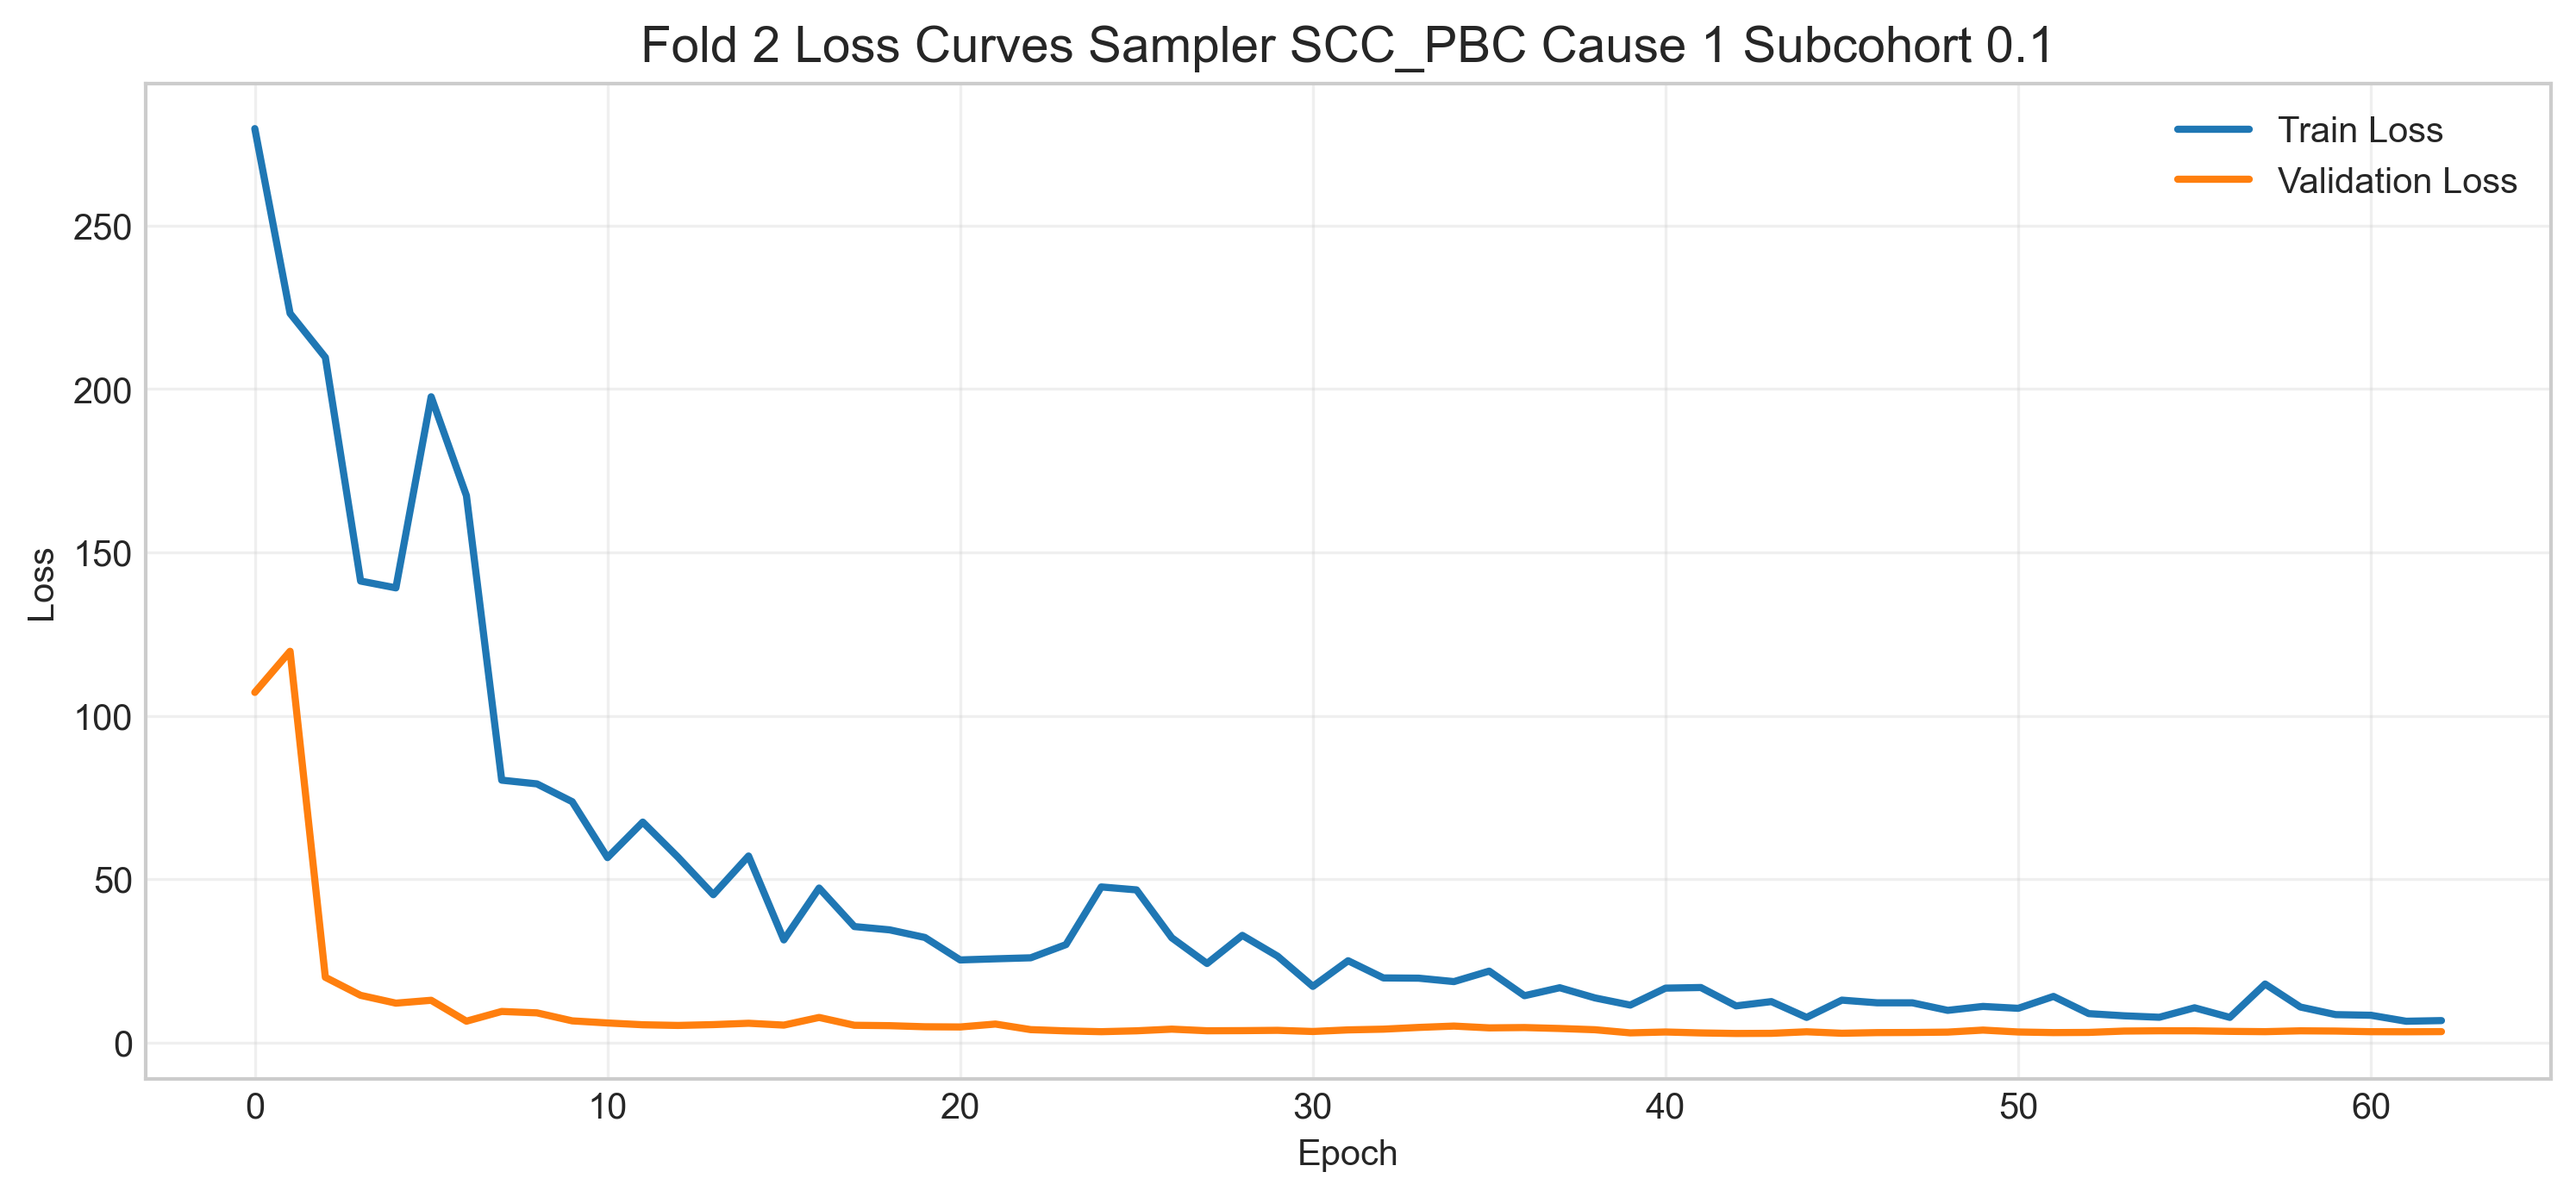 Fold 2 Loss Curves Sampler SCC_PBC Cause 1 Subcohort 0.1
Train Loss
Validation Loss
Loss
250
200
150
100
50
0
0 10 20 30 40 50 60
Epoch